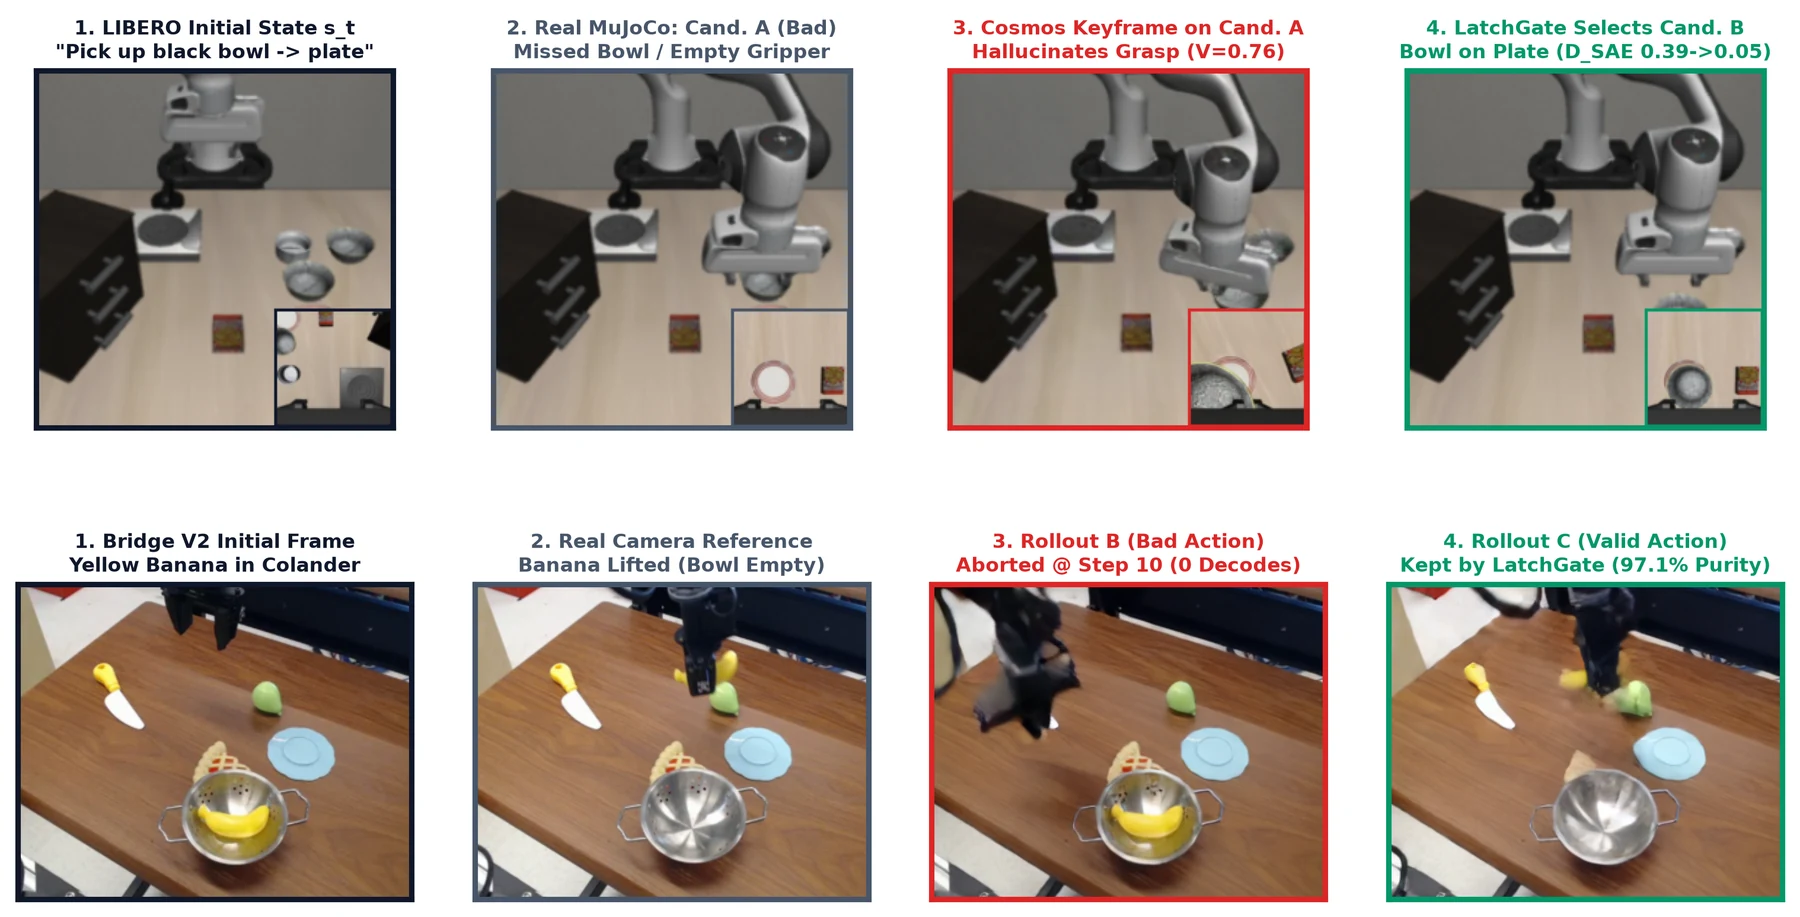 1. LIBERO Initial State s_t
"Pick up black bowl -> plate"
2. Real MuJoCo: Cand. A (Bad)
Missed Bowl / Empty Gripper
3. Cosmos Keyframe on Cand. A
Hallucinates Grasp (V=0.76)
4. LatchGate Selects Cand. B
Bowl on Plate (D_SAE 0.39->0.05)
1. Bridge V2 Initial Frame
Yellow Banana in Colander
2. Real Camera Reference
Banana Lifted (Bowl Empty)
3. Rollout B (Bad Action)
Aborted @ Step 10 (0 Decodes)
4. Rollout C (Valid Action)
Kept by LatchGate (97.1% Purity)